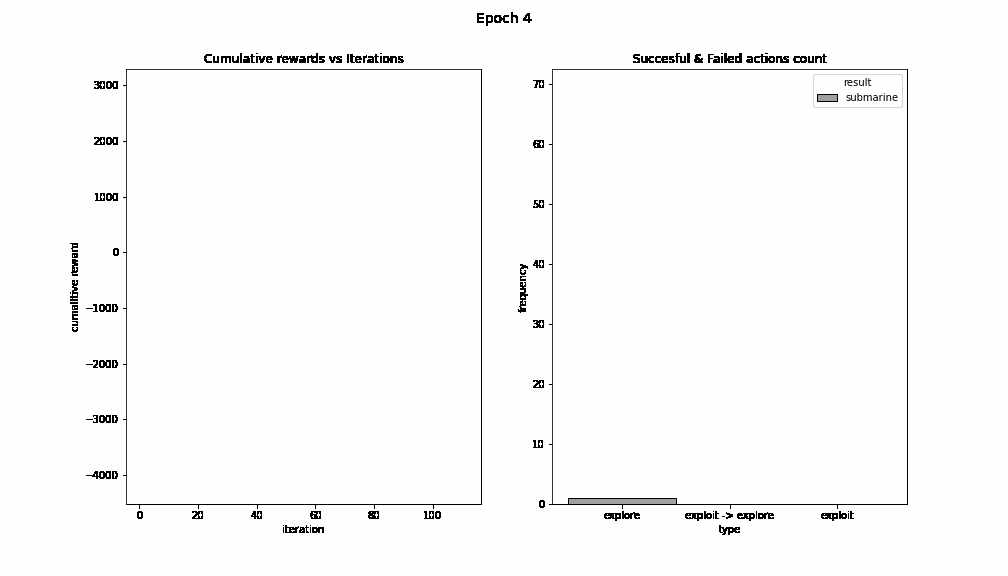 Epoch 4
Cumulative rewards vs Iterations
3000
2000
1000
0
−1000
−2000
−3000
−4000
cumalitive reward
0 20 40 60 80 100
iteration
Succesful & Failed actions count
70
60
50
40
30
20
10
0
frequency
result
submarine
explore exploit -> explore exploit
type